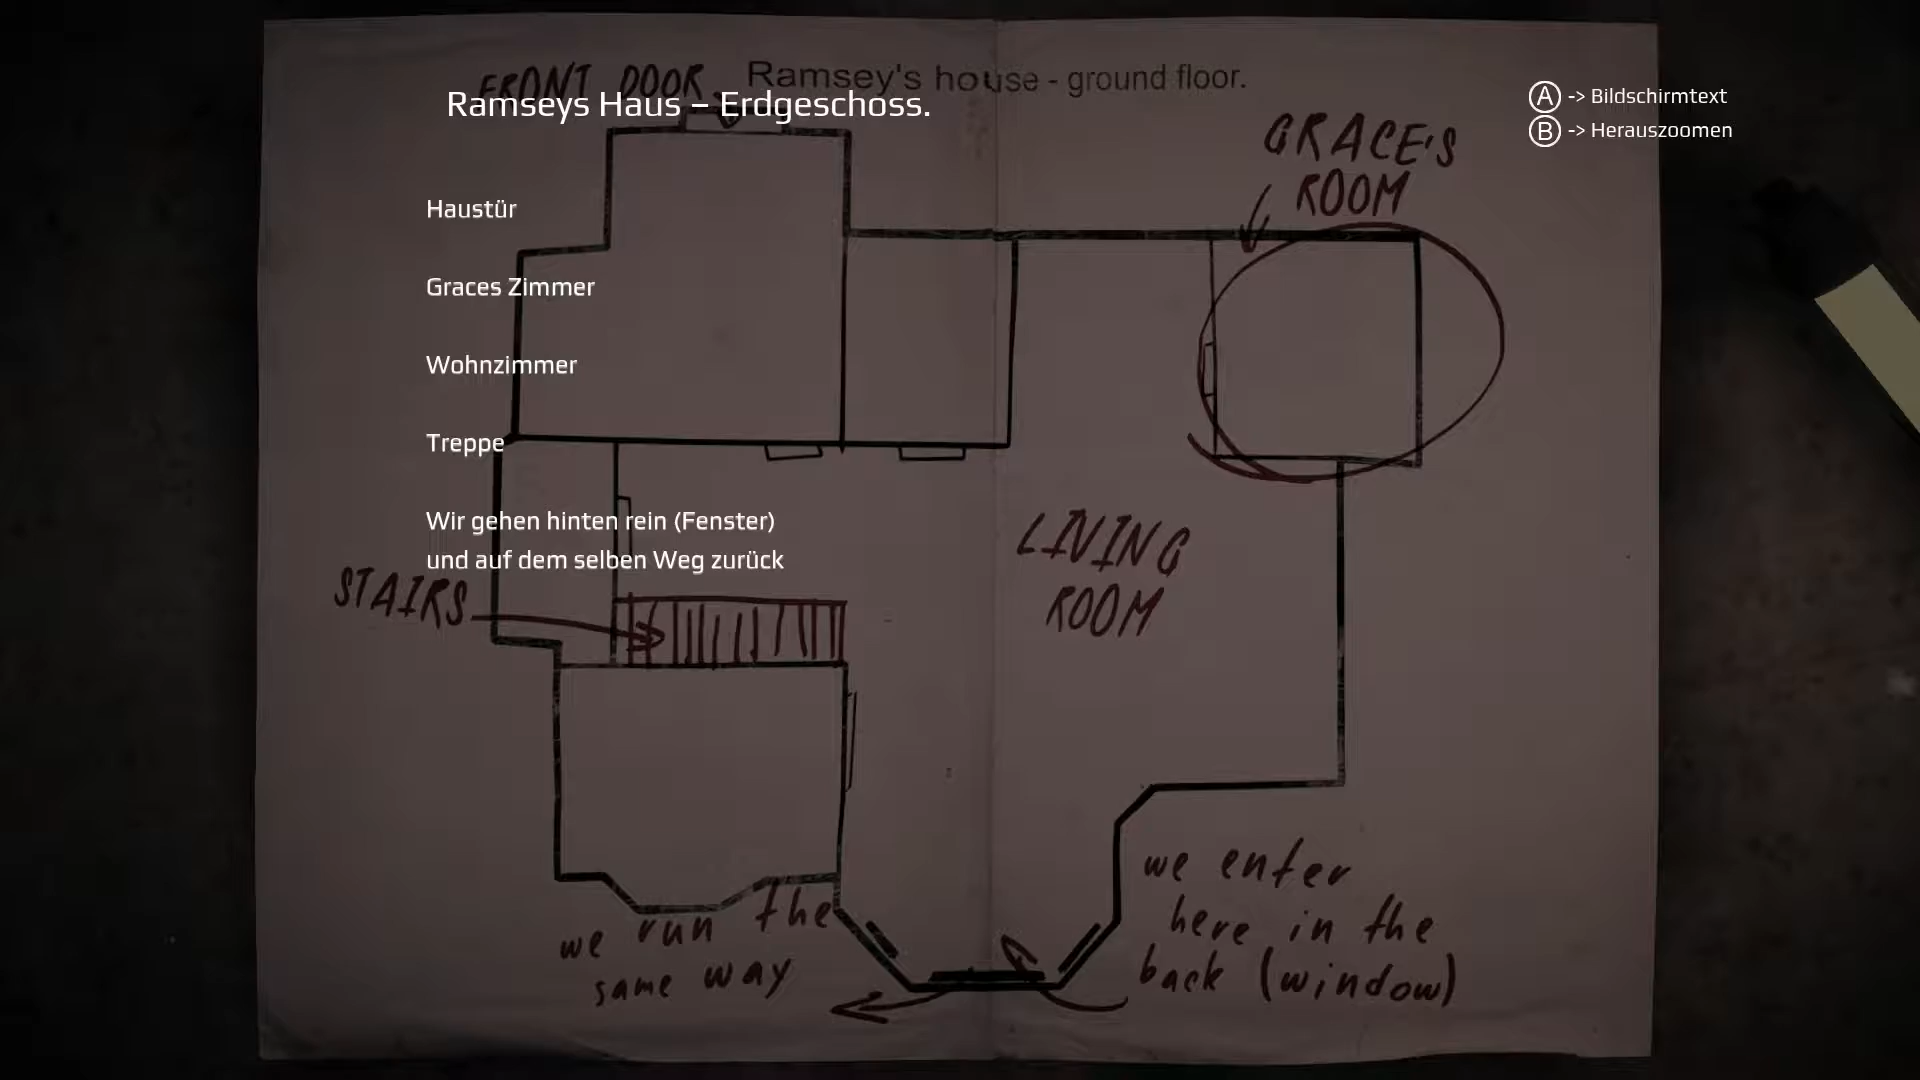 FRONT DOOR
Ramsey's house - ground floor.
Ramseys Haus – Erdgeschoss.
A -> Bildschirmtext
B -> Herauszoomen
GRACE'S
ROOM
Haustür
Graces Zimmer
Wohnzimmer
Treppe
Wir gehen hinten rein (Fenster)
und auf dem selben Weg zurück
LIVING
ROOM
STAIRS
we run the
same way
we enter
here in the
back (window)